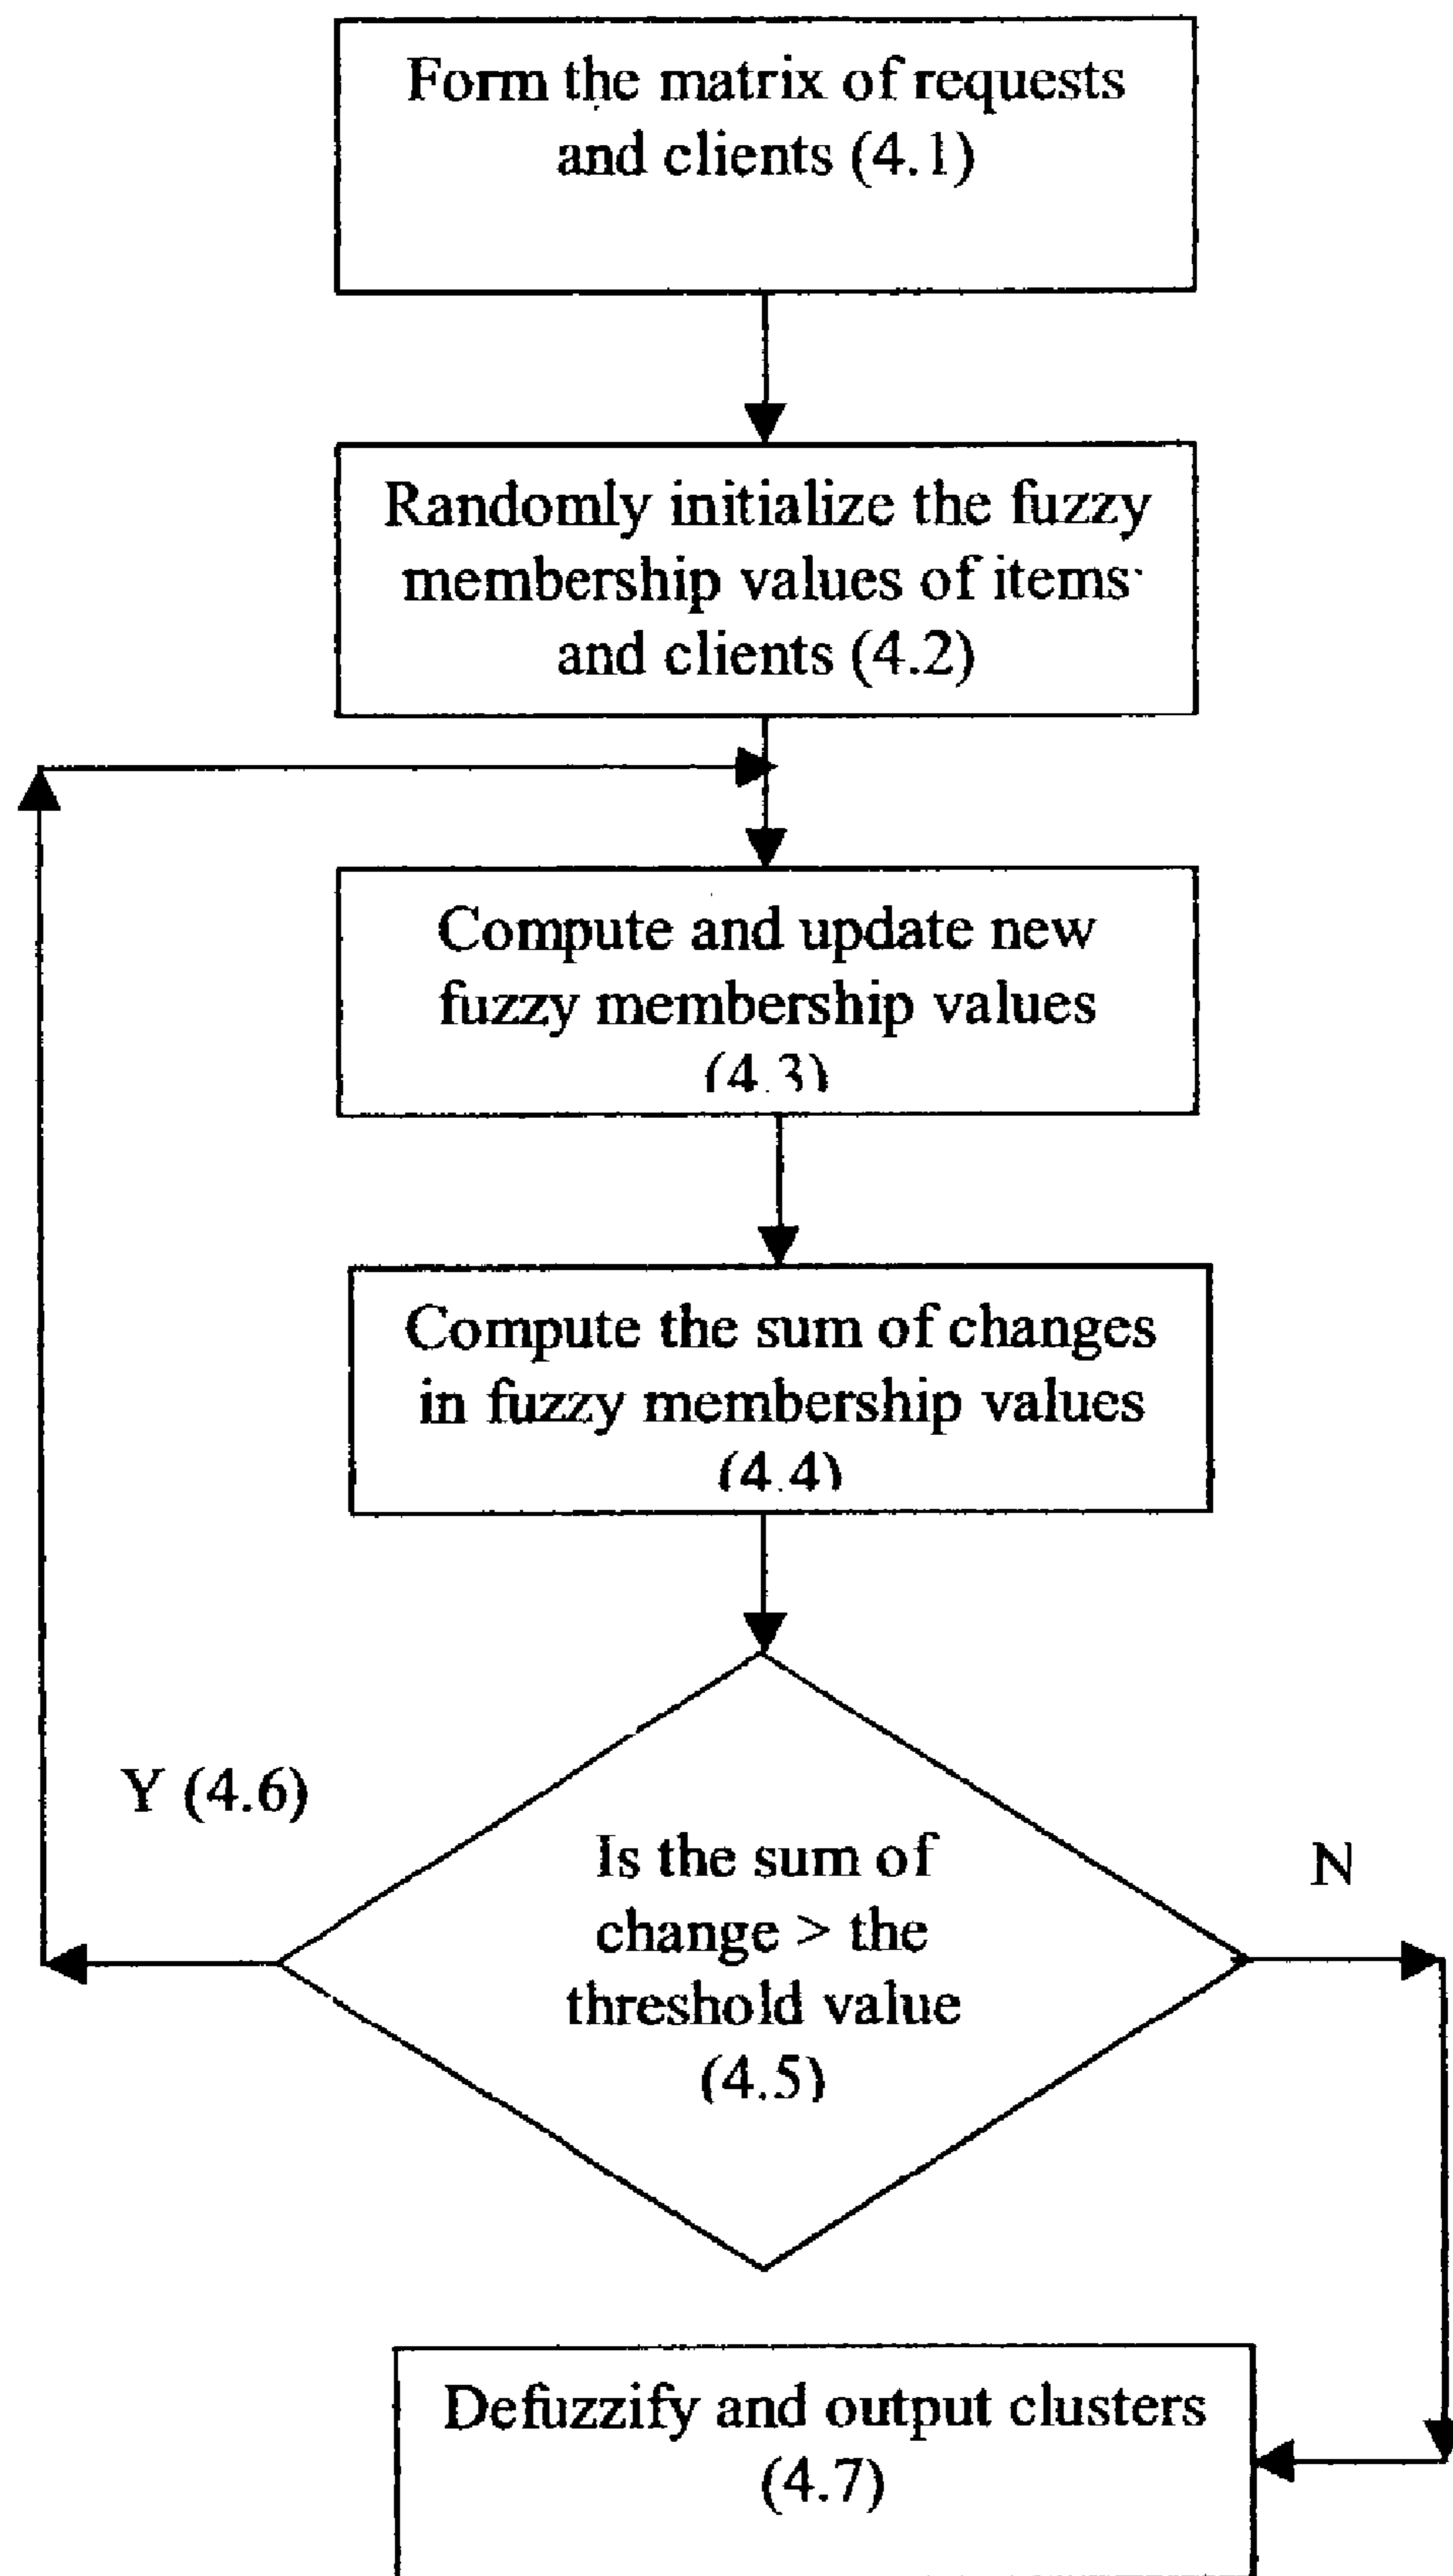 Form the matrix of requests
and clients (4.1)
Randomly initialize the fuzzy
membership values of items
and clients (4.2)
Compute and update new
fuzzy membership values
(4.3)
Compute the sum of changes
in fuzzy membership values
(4.4)
Y (4.6)
Is the sum of
change > the
threshold value
(4.5)
N
Defuzzify and output clusters
(4.7)